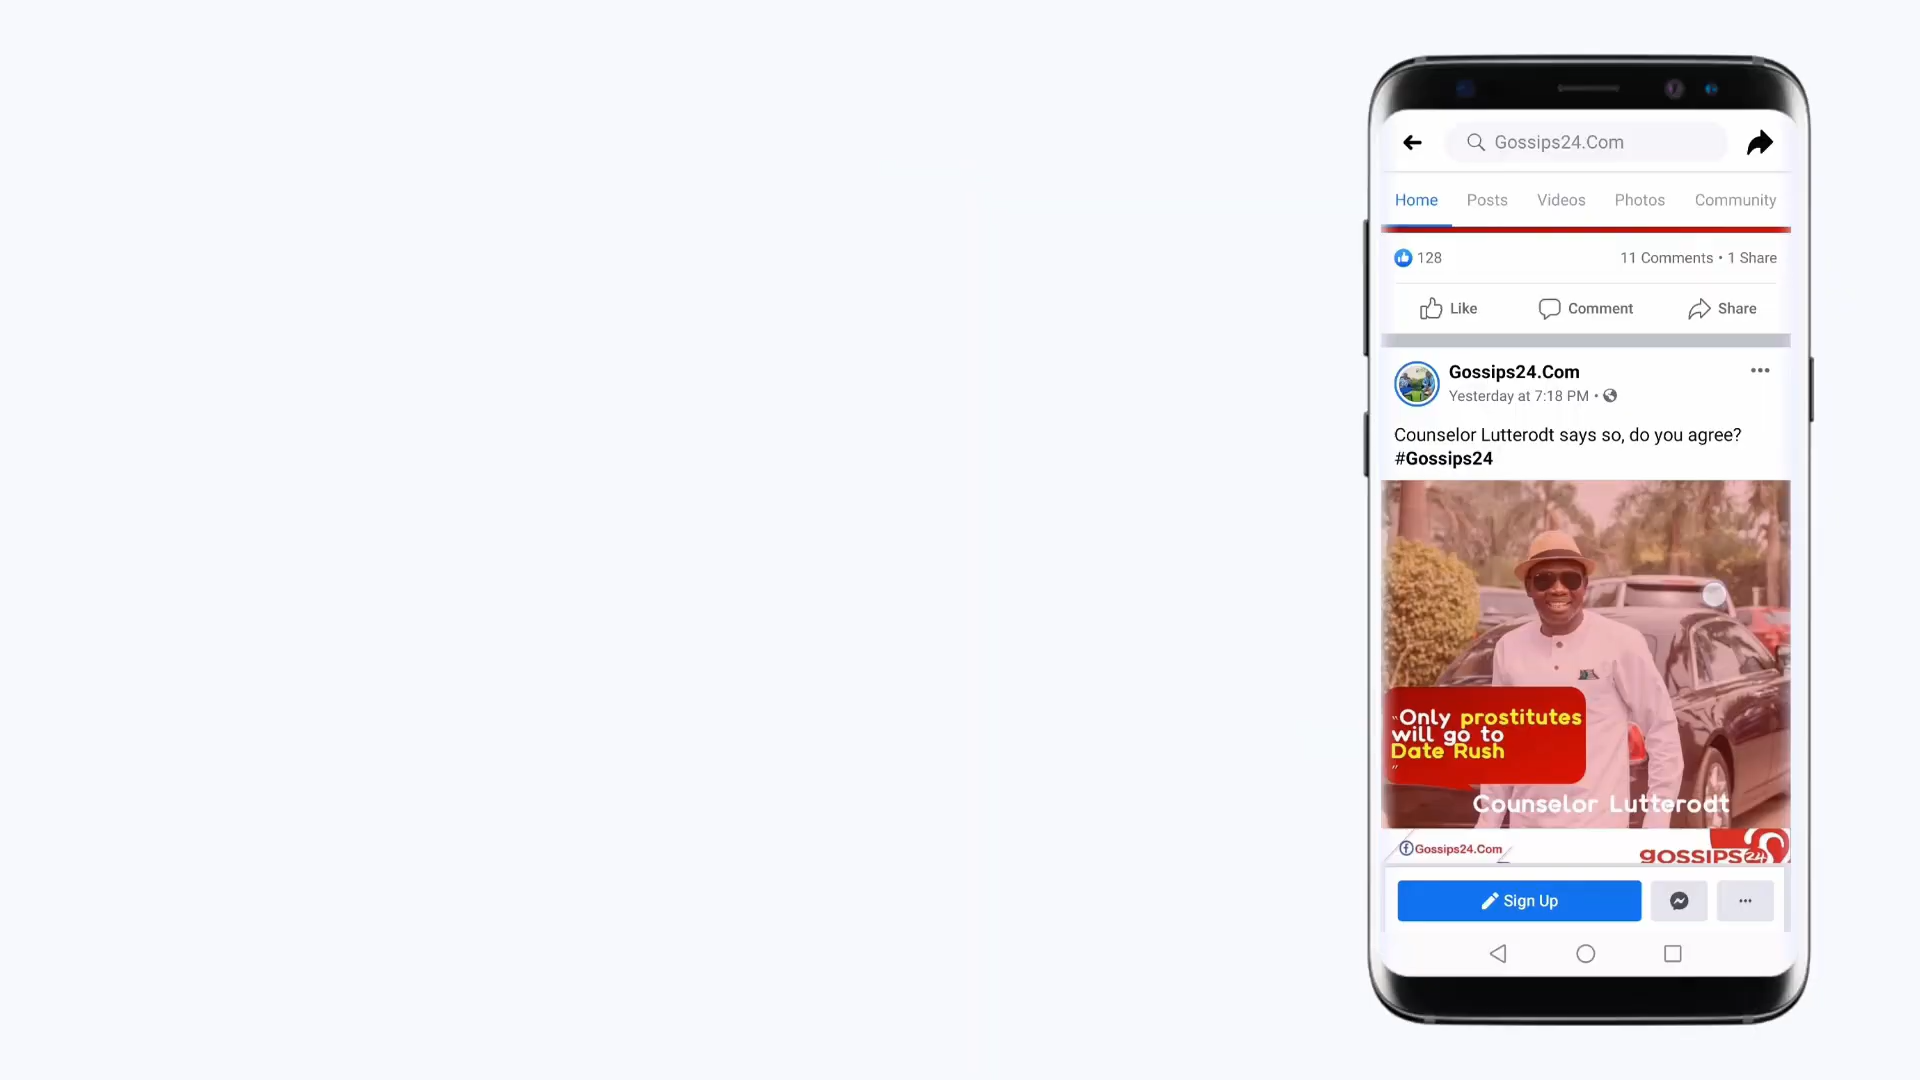 Gossips24.Com
Home Posts Videos Photos Community
128 11 Comments • 1 Share
Like Comment Share
Gossips24.Com
Yesterday at 7:18 PM •
Counselor Lutterodt says so, do you agree?
#Gossips24
"Only prostitutes
will go to
Date Rush
"
Counselor Lutterodt
Gossips24.Com
gossips24
Sign Up